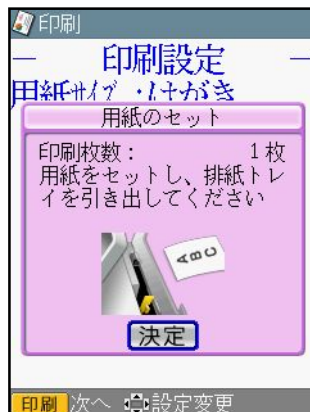 印刷
印刷設定
用紙サイズ:はがき
用紙のセット
印刷枚数: 1枚
用紙をセットし、排紙トレ
イを引き出してください
ABC
決定
印刷 次へ 設定変更